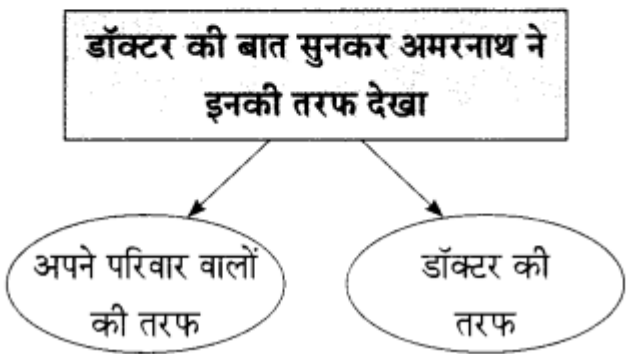 डॉक्टर की बात सुनकर अमरनाथ ने
इनकी तरफ देखा
अपने परिवार वालों
की तरफ
डॉक्टर की
तरफ